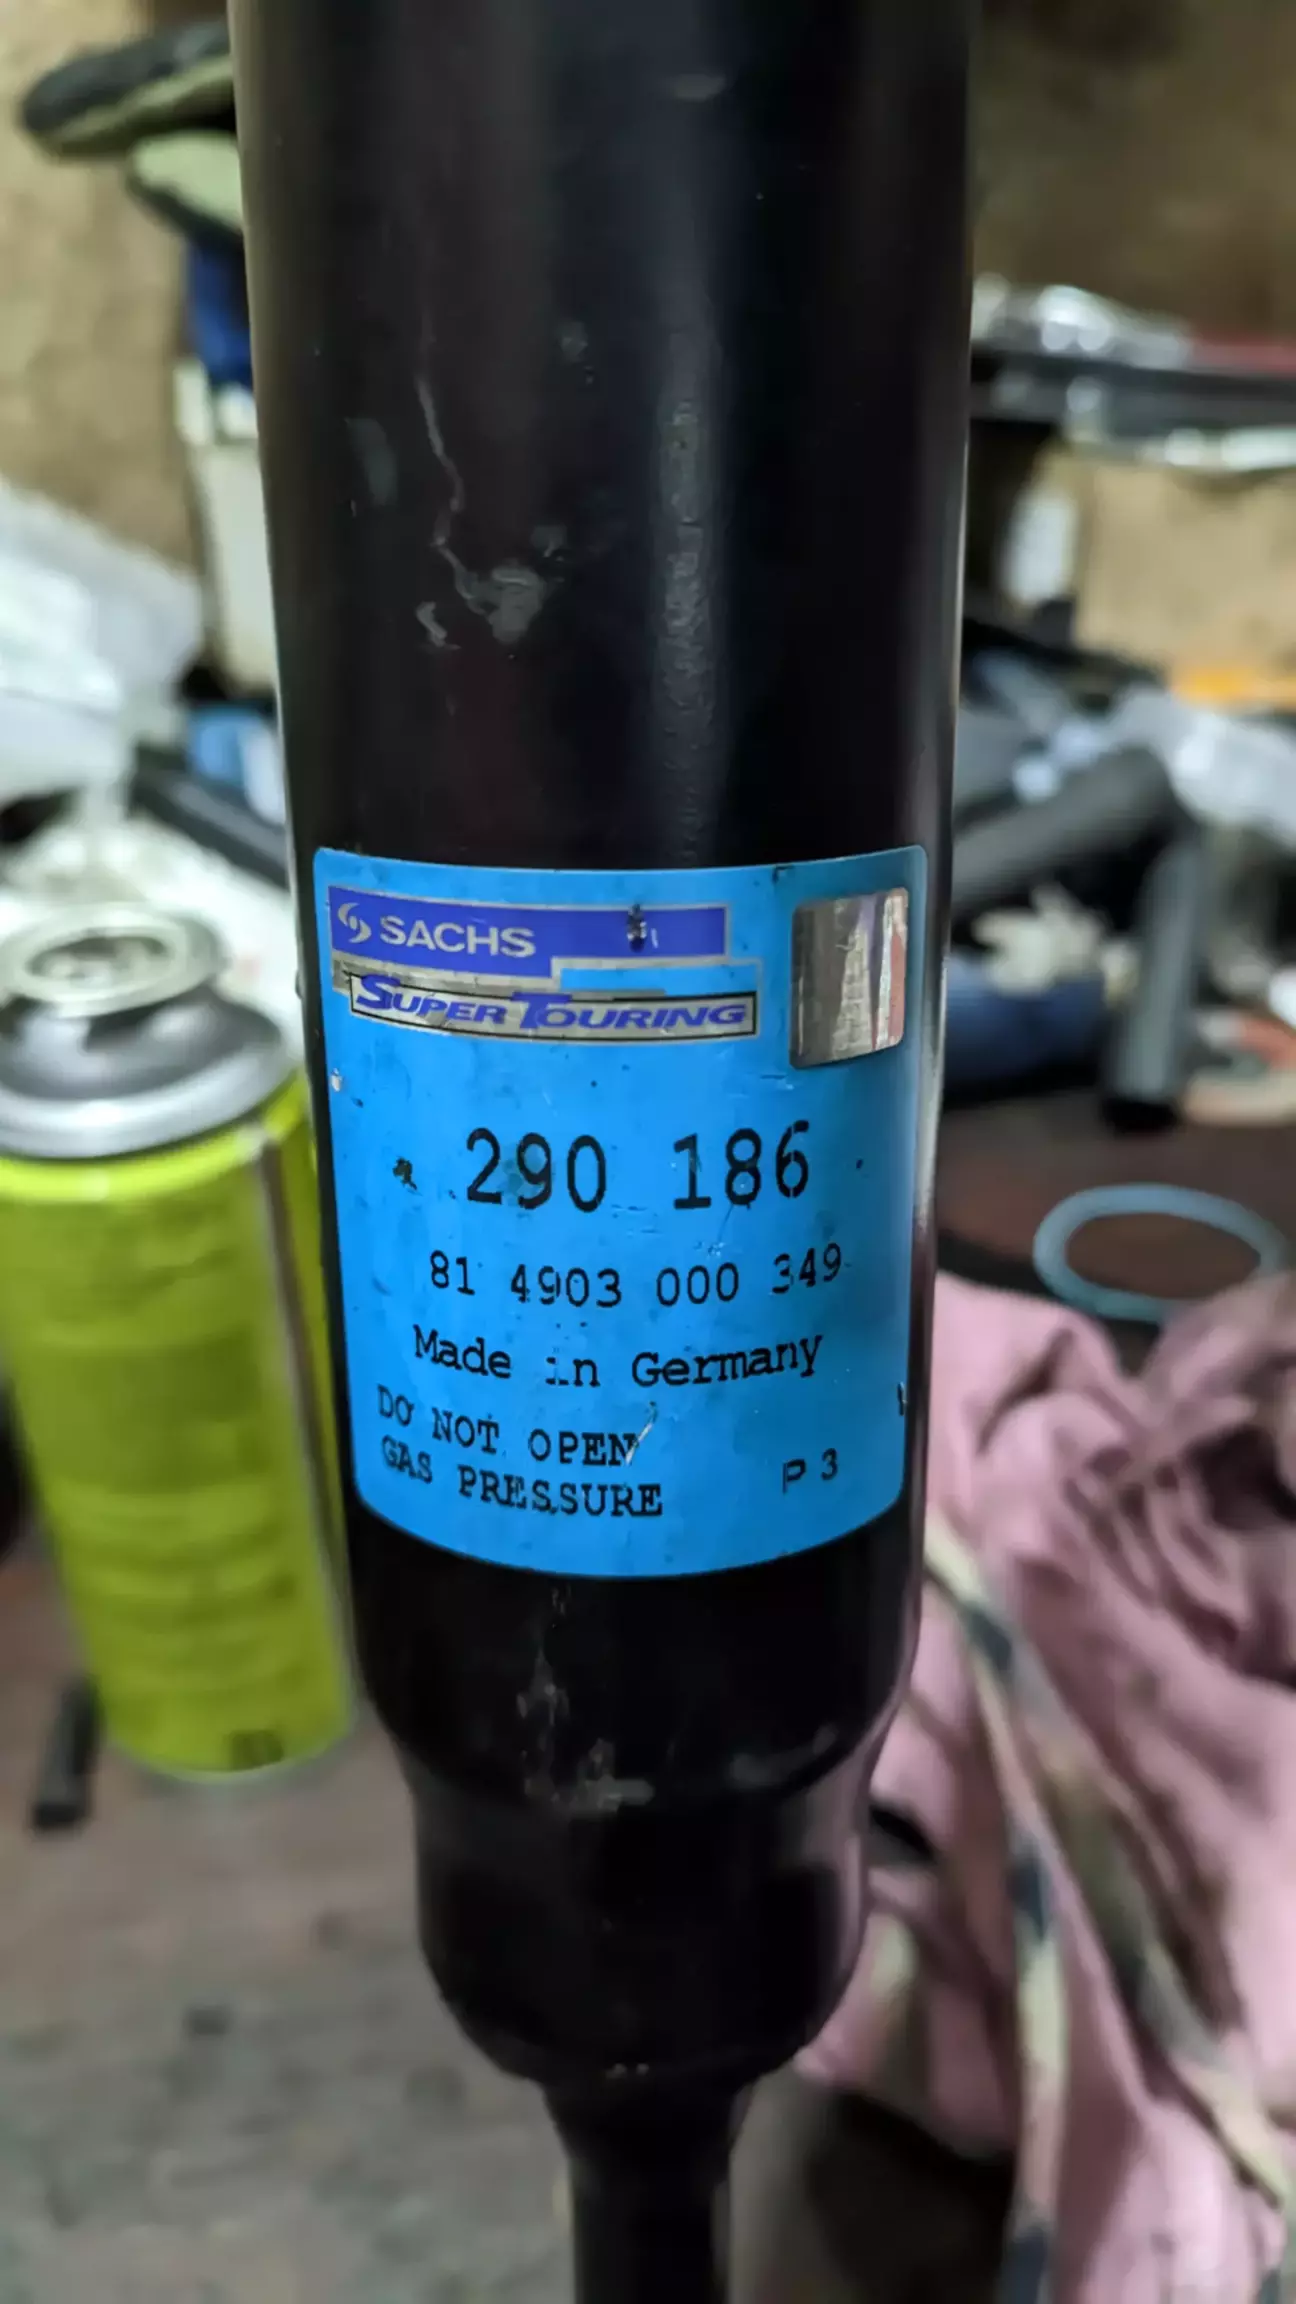 SACHS
SUPER TOURING
290 186
81 4903 000 349
Made in Germany
DO NOT OPEN
GAS PRESSURE P 3